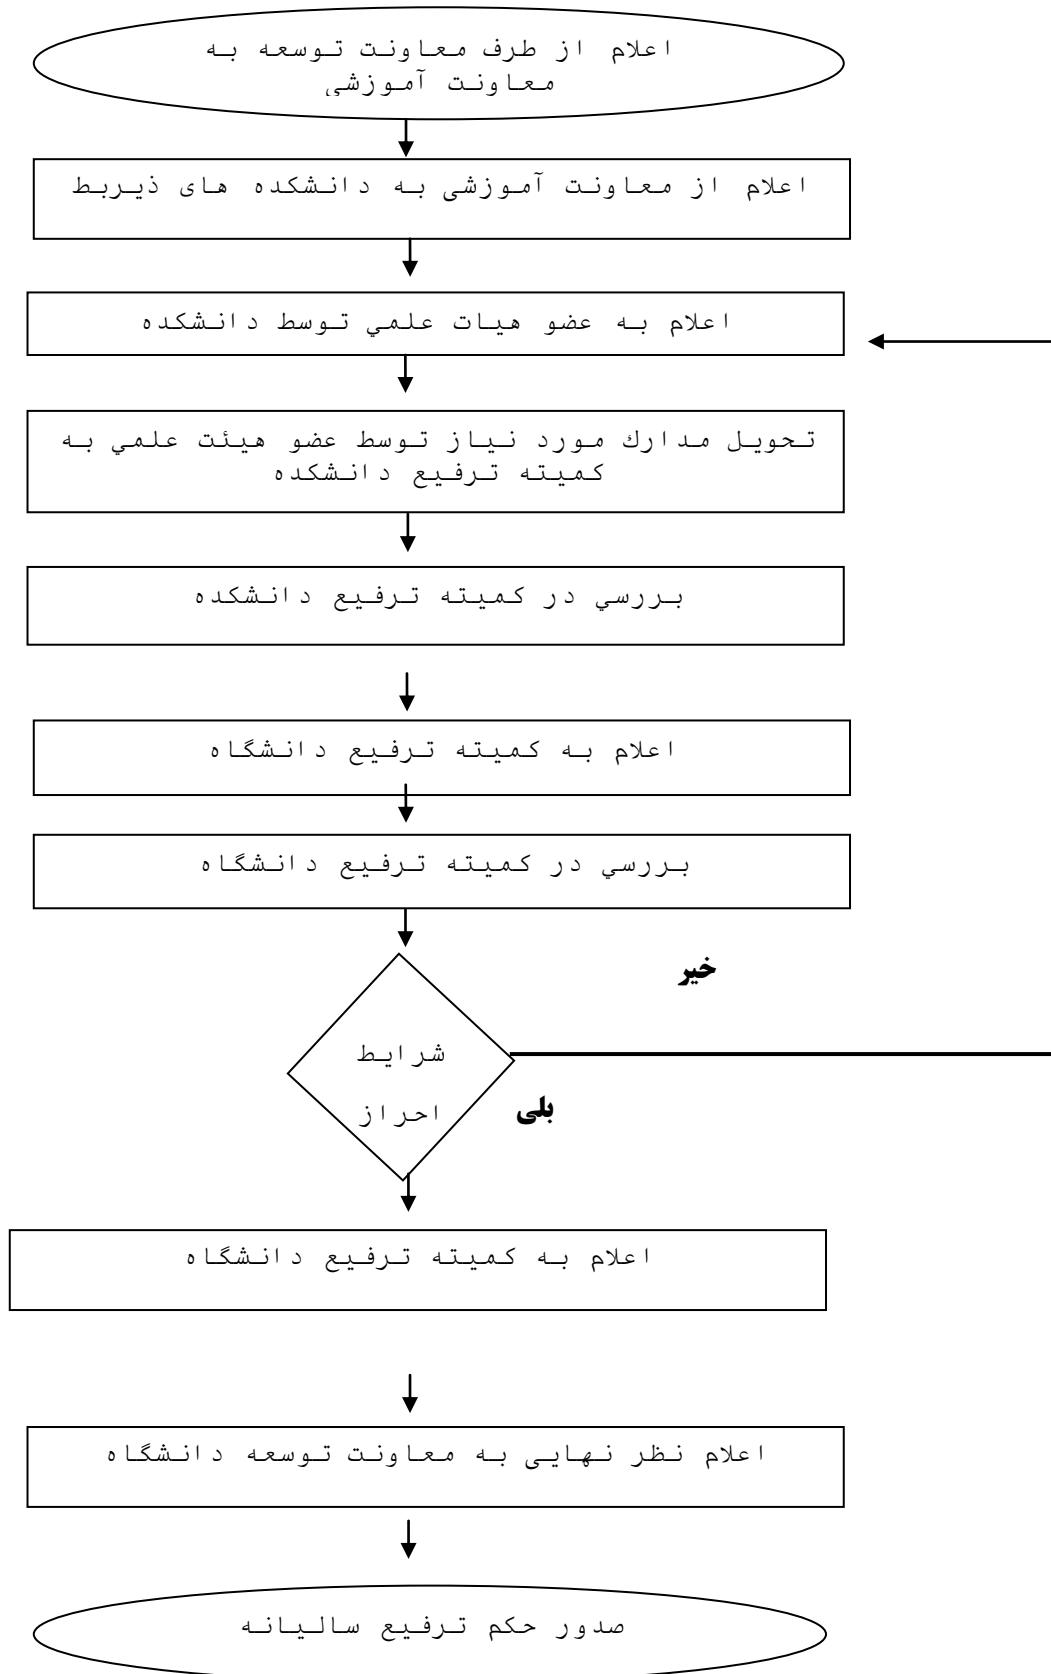 اعلام از طرف معاونت توسعه به
معاونت آموزشی
اعلام از معاونت آموزشی به دانشکده های ذیربط
اعلام به عضو هیات علمي توسط دانشکده
تحویل مدارك مورد نیاز توسط عضو هیئت علمي به
کمیته ترفیع دانشکده
بررسي در کمیته ترفیع دانشکده
اعلام به کمیته ترفیع دانشگاه
بررسي در کمیته ترفیع دانشگاه
خیر
شرایط
احراز
بلی
اعلام به کمیته ترفیع دانشگاه
اعلام نظر نهایی به معاونت توسعه دانشگاه
صدور حکم ترفیع سالیانه